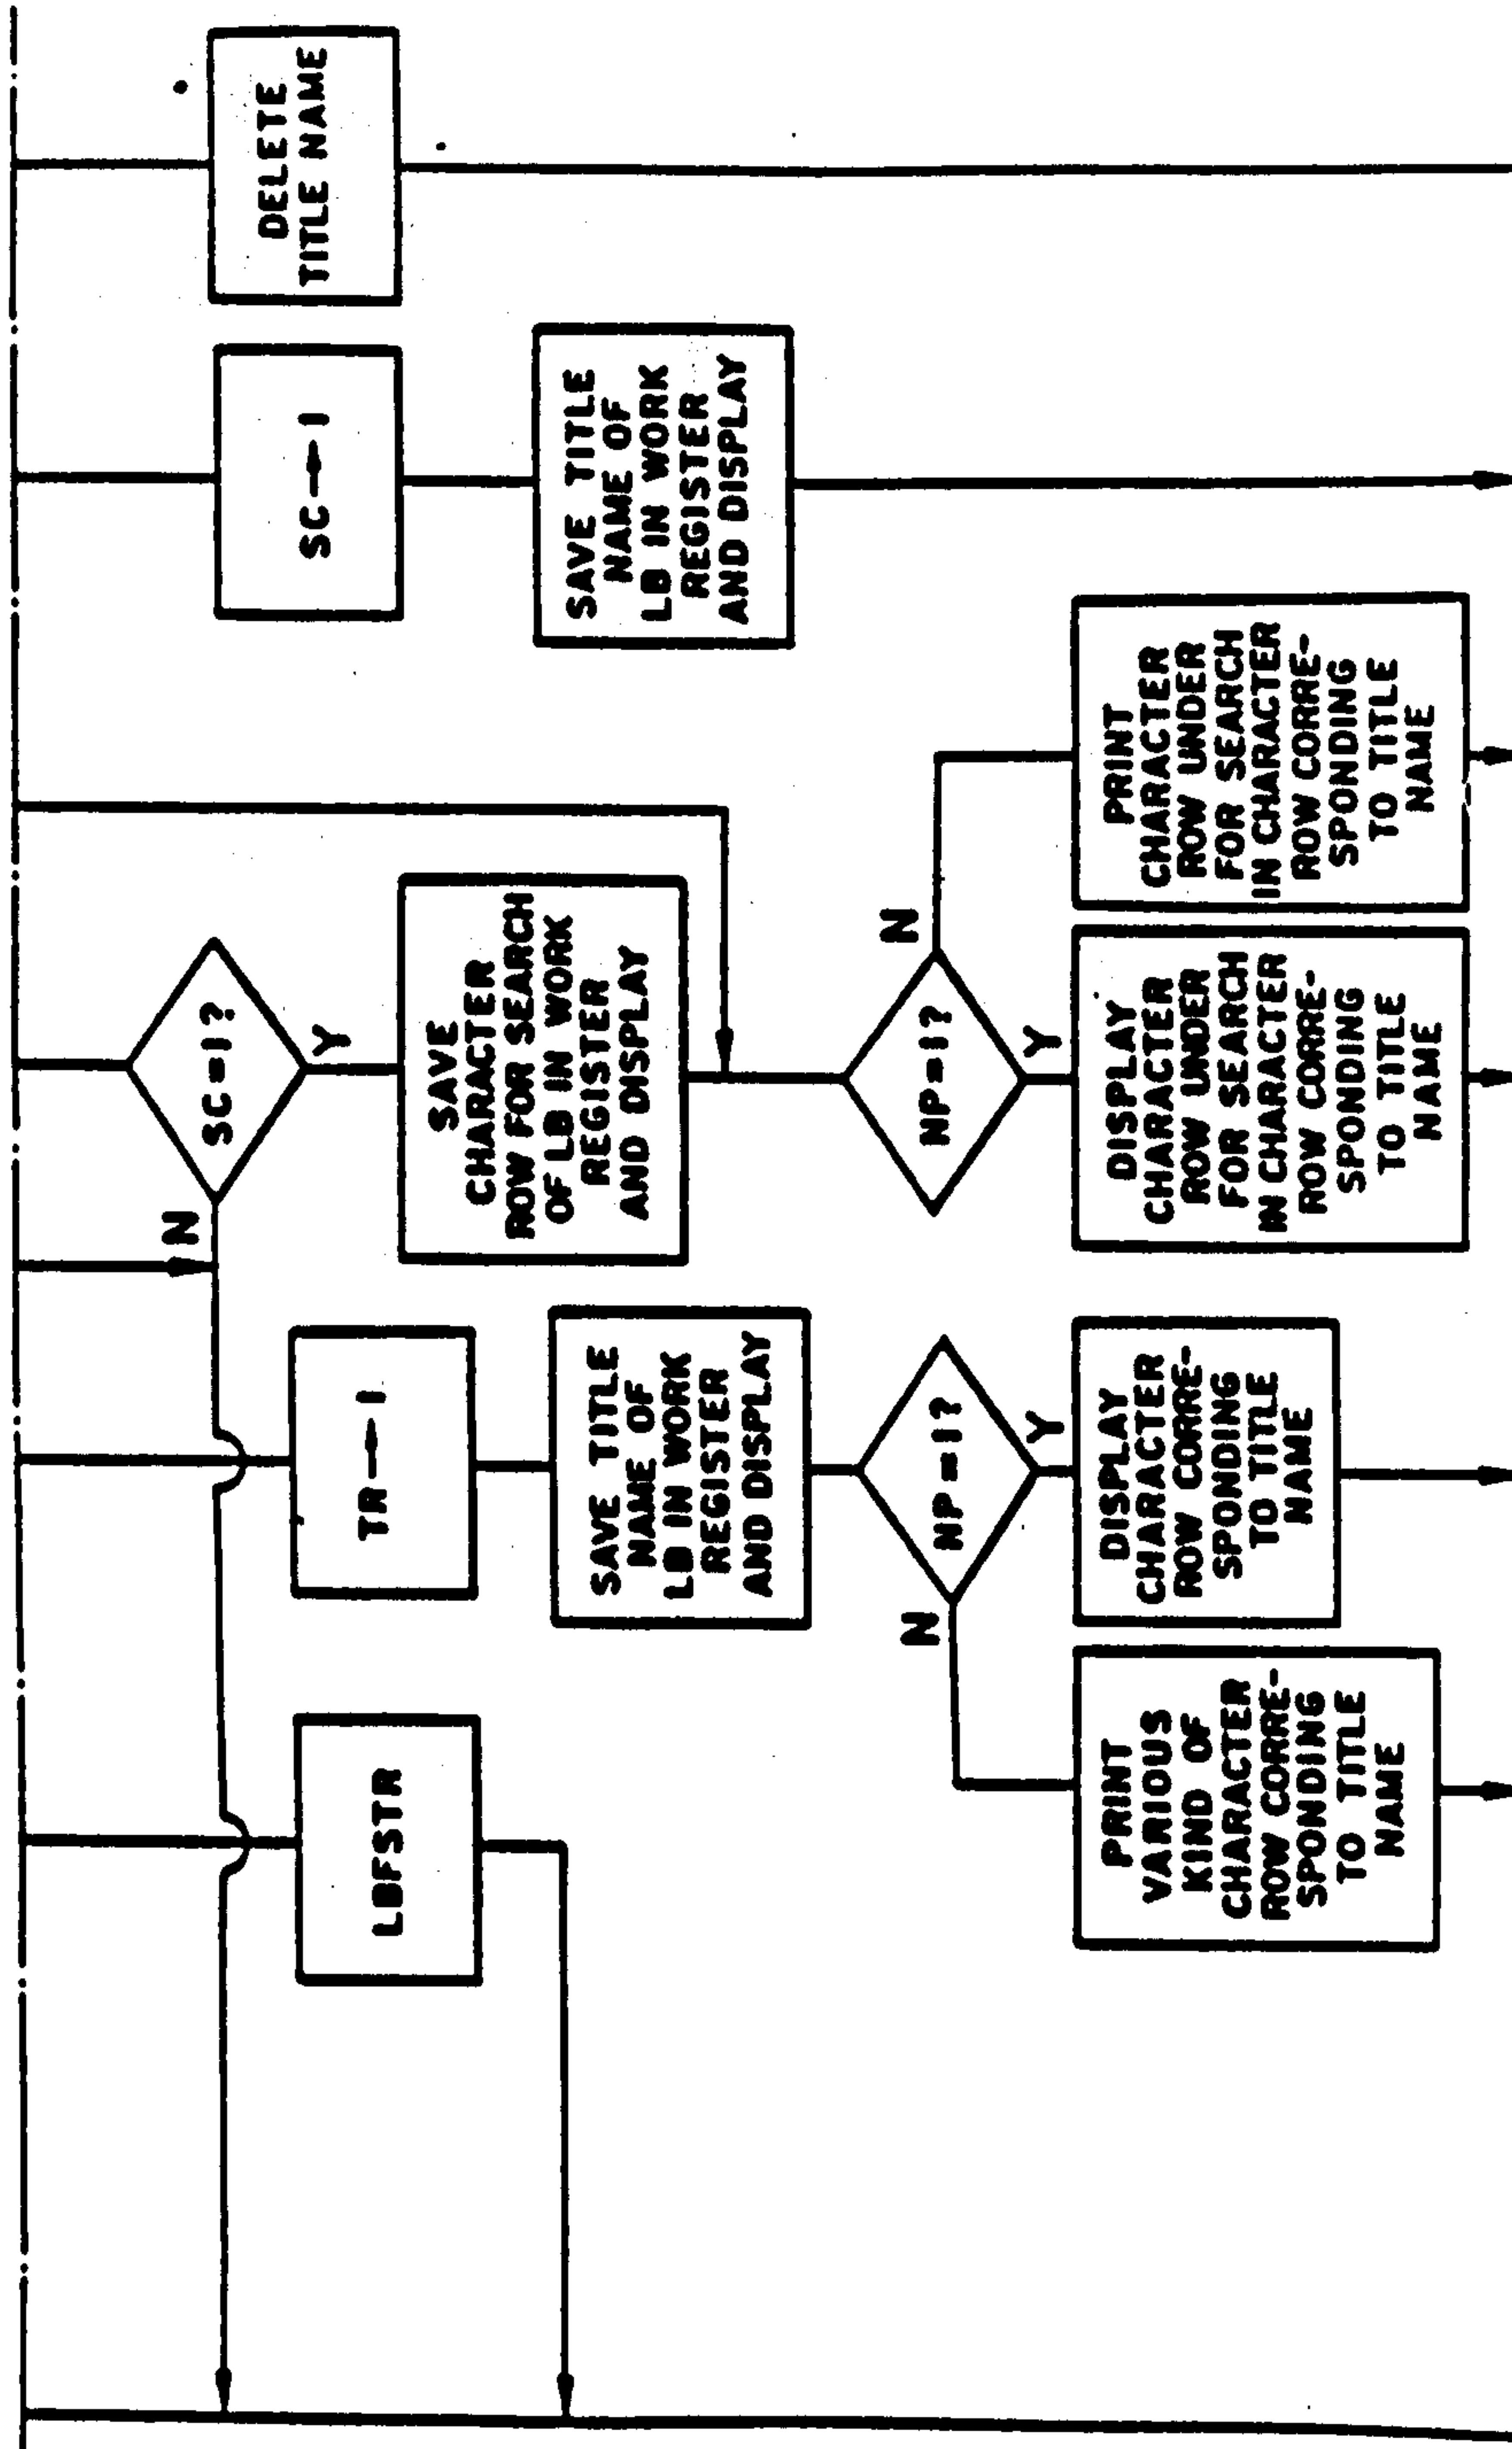 LBFSTR
TR→1
SAVE TITLE
NAME OF
LB IN WORK
REGISTER
AND DISPLAY
NP=1?
N
Y
PRINT
VARIOUS
KIND OF
CHARACTER
ROW CORRE-
SPONDING
TO TITLE
NAME
DISPLAY
CHARACTER
ROW CORRE-
SPONDING
TO TITLE
NAME
SC=1?
N
Y
SAVE
CHARACTER
ROW FOR SEARCH
OF LB IN WORK
REGISTER
AND DISPLAY
NP=1?
Y
N
DISPLAY
CHARACTER
ROW UNDER
FOR SEARCH
IN CHARACTER
ROW CORRE-
SPONDING
TO TITLE
NAME
PRINT
CHARACTER
ROW UNDER
FOR SEARCH
IN CHARACTER
ROW CORRE-
SPONDING
TO TITLE
NAME
SC→1
SAVE TITLE
NAME OF
LB IN WORK
REGISTER
AND DISPLAY
DELETE
TITLE NAME